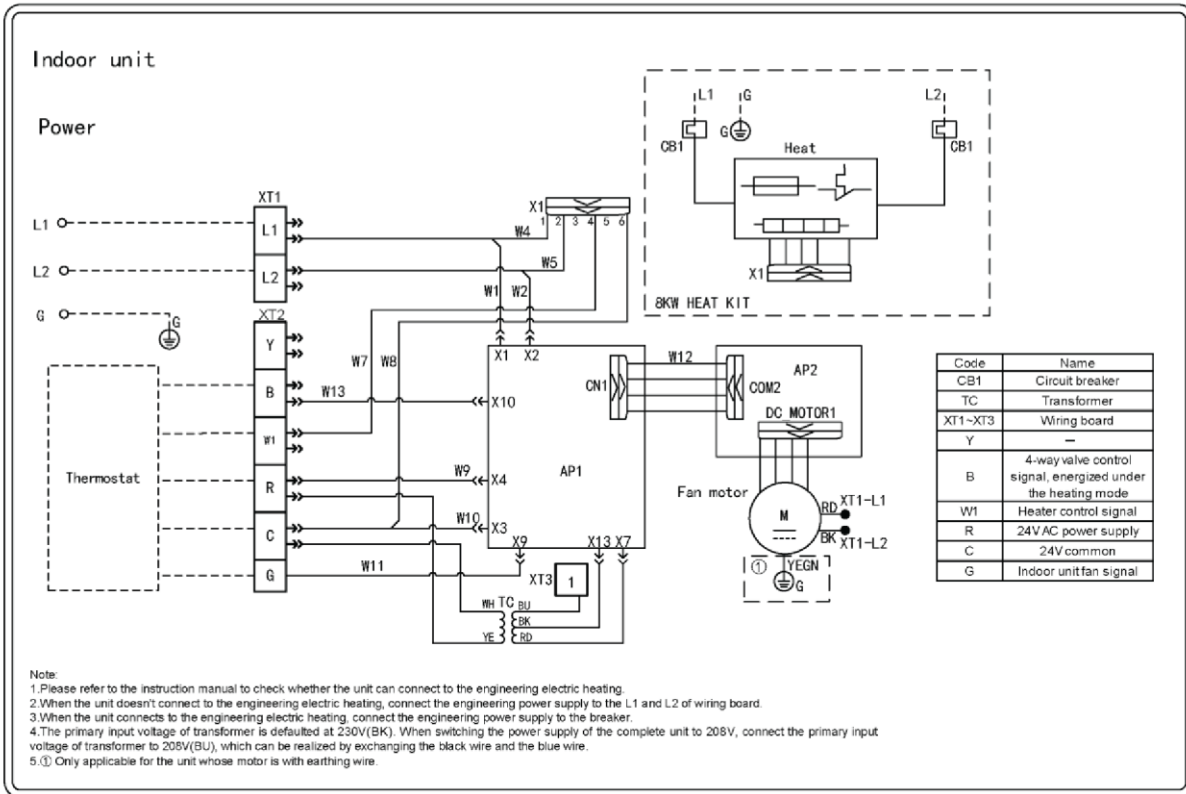 Indoor unit
Power
L1
L2
G
G
XT1
L1
L2
XT2
Y
B
W1
R
C
G
Thermostat
X1
1 2 3 4 5 6
W4
W5
W1
W2
W7
W8
W13
W9
W10
W11
X1
X2
X10
X4
X3
AP1
CN1
X9
X13
X7
XT3
1
WH
TC
BU
BK
YE
RD
W12
COM2
AP2
DC MOTOR1
Fan motor
M
RD
XT1-L1
BK
XT1-L2
①
YEGN
G
L1
G
L2
CB1
G
CB1
Heat
X1
8KW HEAT KIT
Code Name
CB1 Circuit breaker
TC Transformer
XT1~XT3 Wiring board
Y —
B 4-way valve control
signal, energized under
the heating mode
W1 Heater control signal
R 24V AC power supply
C 24V common
G Indoor unit fan signal
Note:
1.Please refer to the instruction manual to check whether the unit can connect to the engineering electric heating.
2.When the unit doesn't connect to the engineering electric heating, connect the engineering power supply to the L1 and L2 of wiring board.
3.When the unit connects to the engineering electric heating, connect the engineering power supply to the breaker.
4.The primary input voltage of transformer is defaulted at 230V(BK). When switching the power supply of the complete unit to 208V, connect the primary input
voltage of transformer to 208V(BU), which can be realized by exchanging the black wire and the blue wire.
5.① Only applicable for the unit whose motor is with earthing wire.